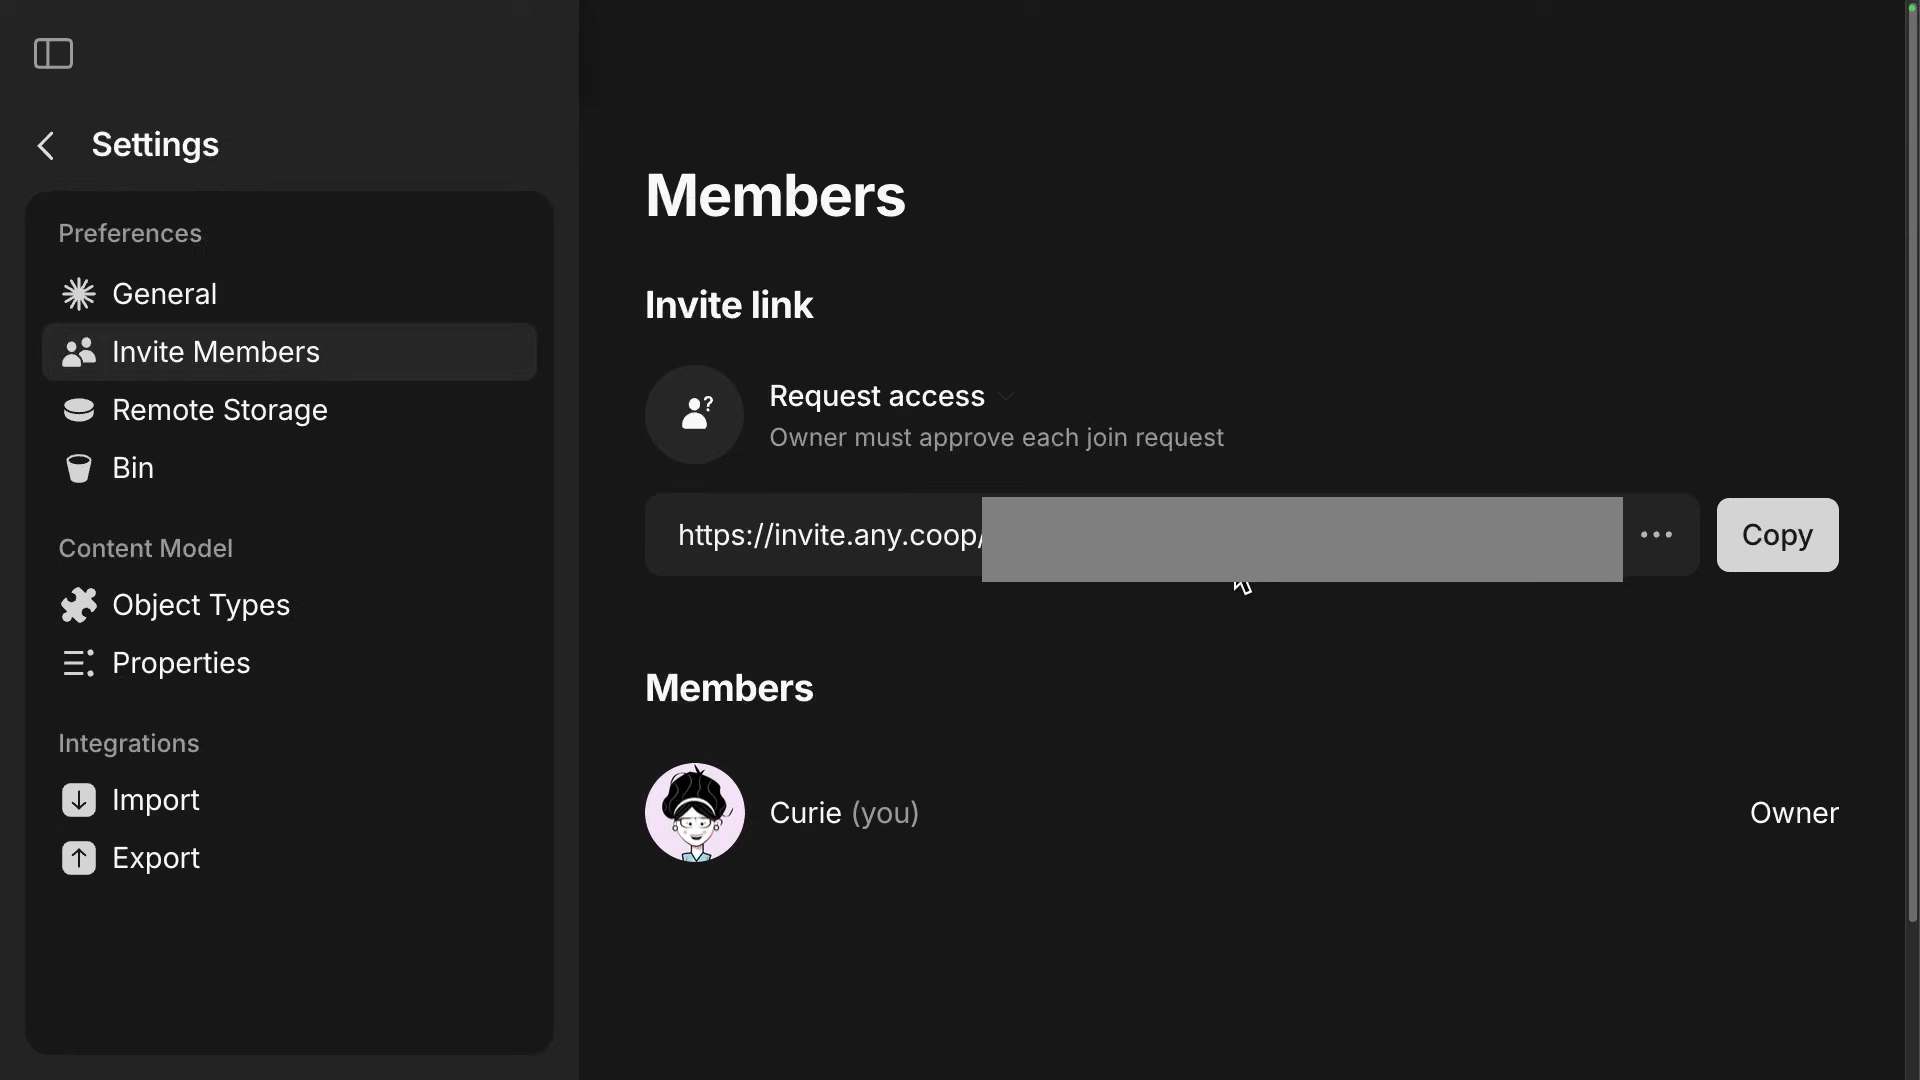 Settings
Preferences
General
Invite Members
Remote Storage
Bin
Content Model
Object Types
Properties
Integrations
Import
Export
Members
Invite link
Request access
Owner must approve each join request
https://invite.any.coop/
Copy
Members
Curie (you)
Owner